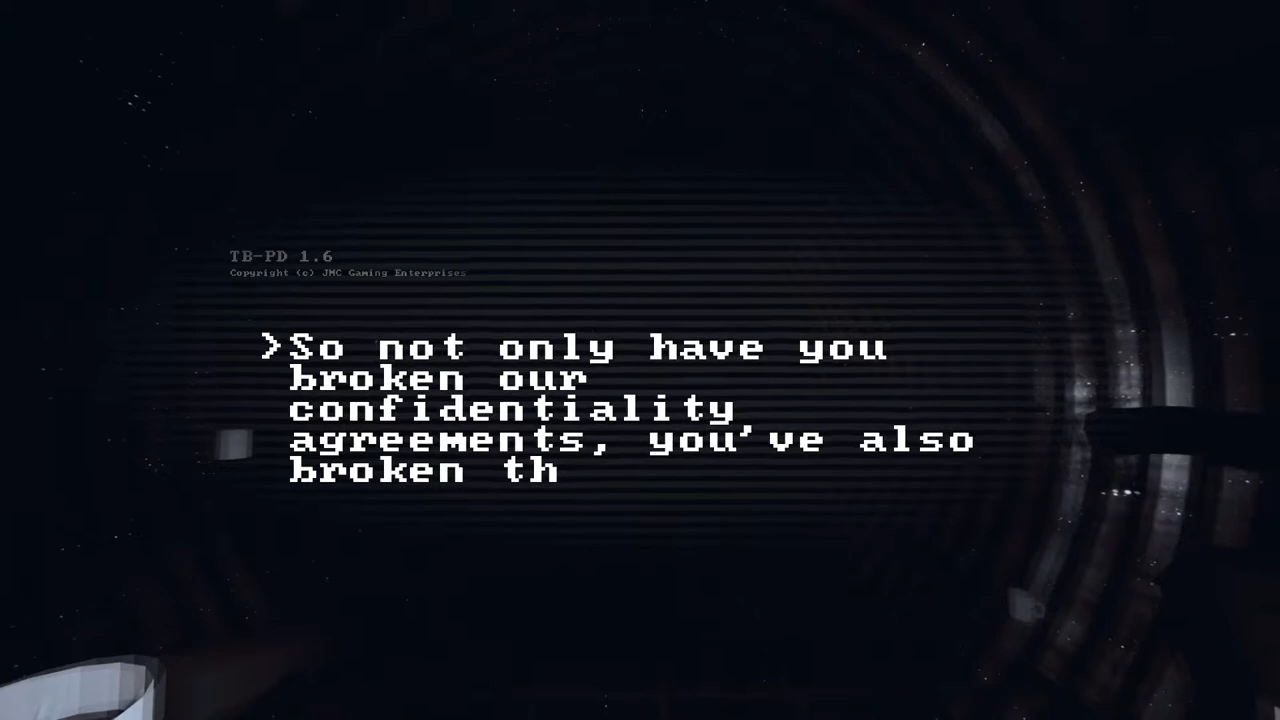 TB-PD 1.6
Copyright (c) JMC Gaming Enterprises
>So not only have you
broken our
confidentiality
agreements, you've also
broken th